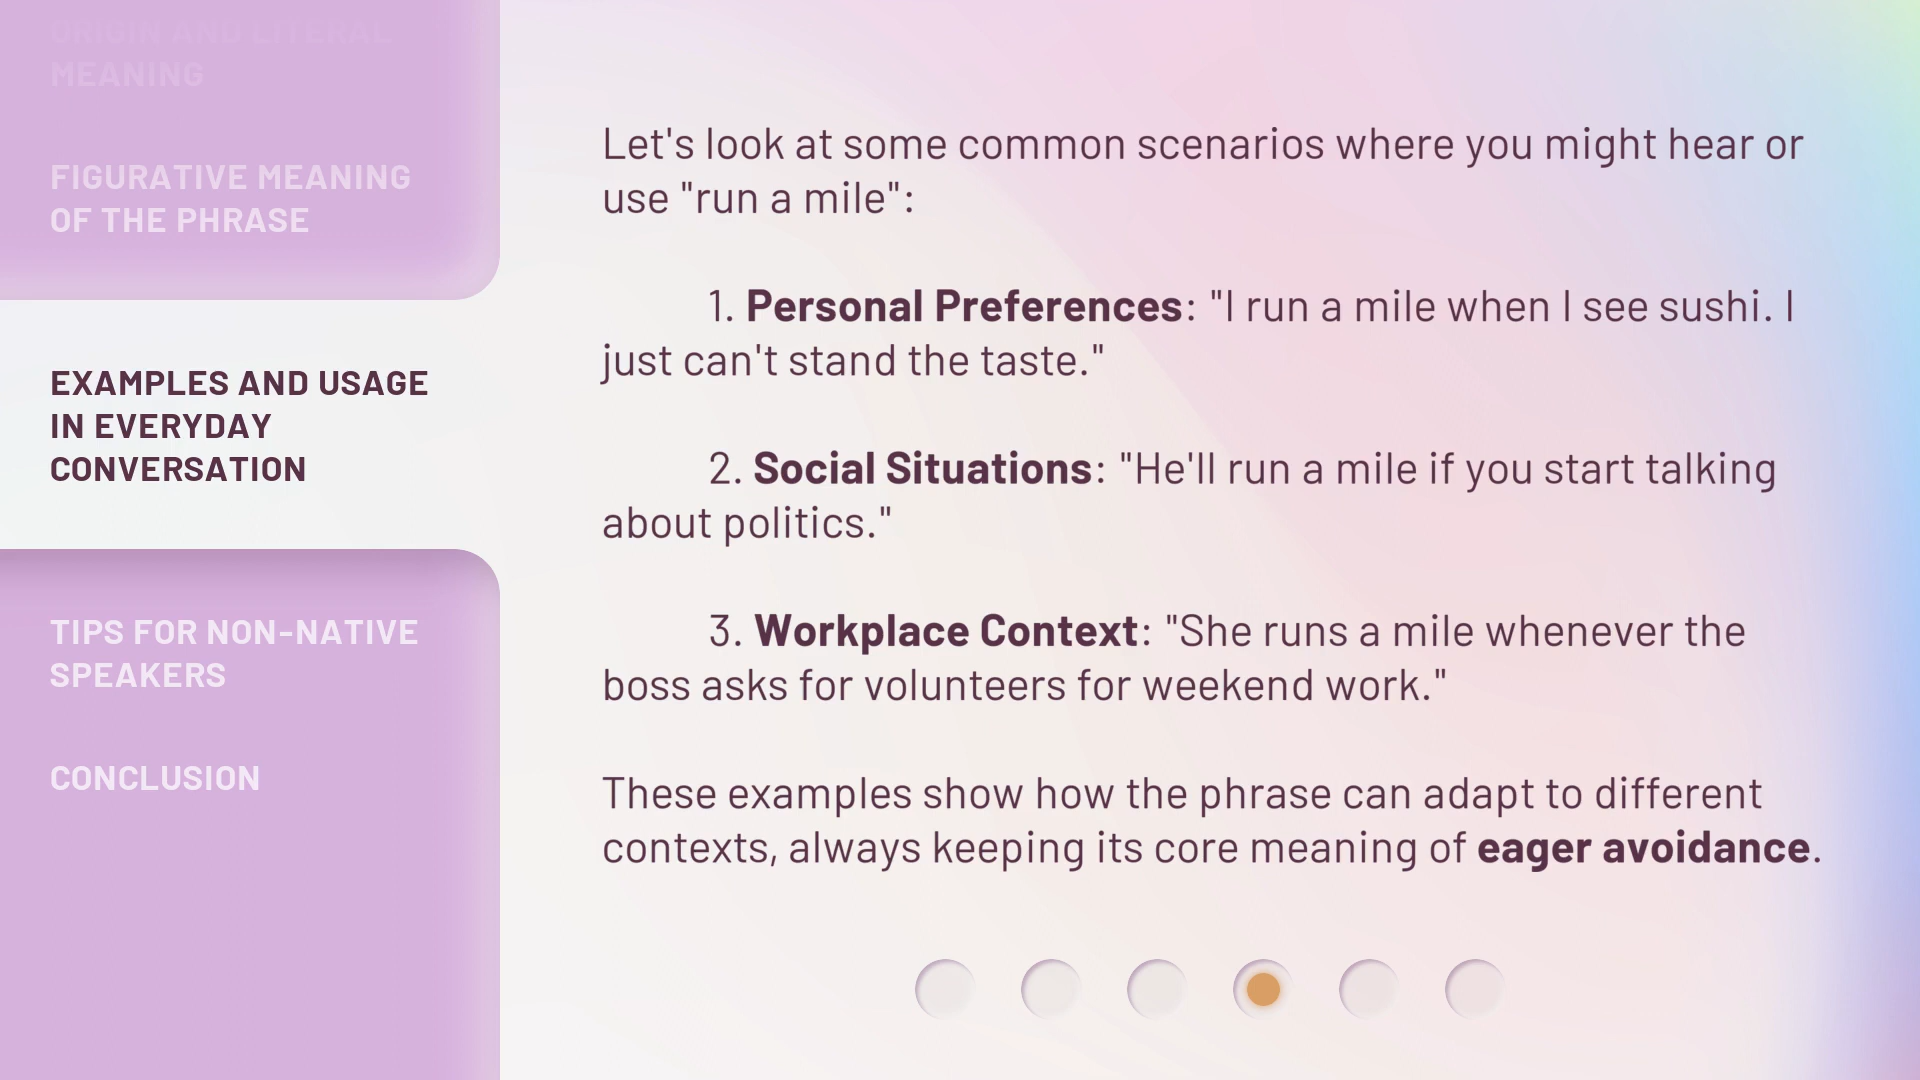 ORIGIN AND LITERAL
MEANING
FIGURATIVE MEANING
OF THE PHRASE
EXAMPLES AND USAGE
IN EVERYDAY
CONVERSATION
TIPS FOR NON-NATIVE
SPEAKERS
CONCLUSION
Let's look at some common scenarios where you might hear or
use "run a mile":
1. Personal Preferences: "I run a mile when I see sushi. I
just can't stand the taste."
2. Social Situations: "He'll run a mile if you start talking
about politics."
3. Workplace Context: "She runs a mile whenever the
boss asks for volunteers for weekend work."
These examples show how the phrase can adapt to different
contexts, always keeping its core meaning of eager avoidance.